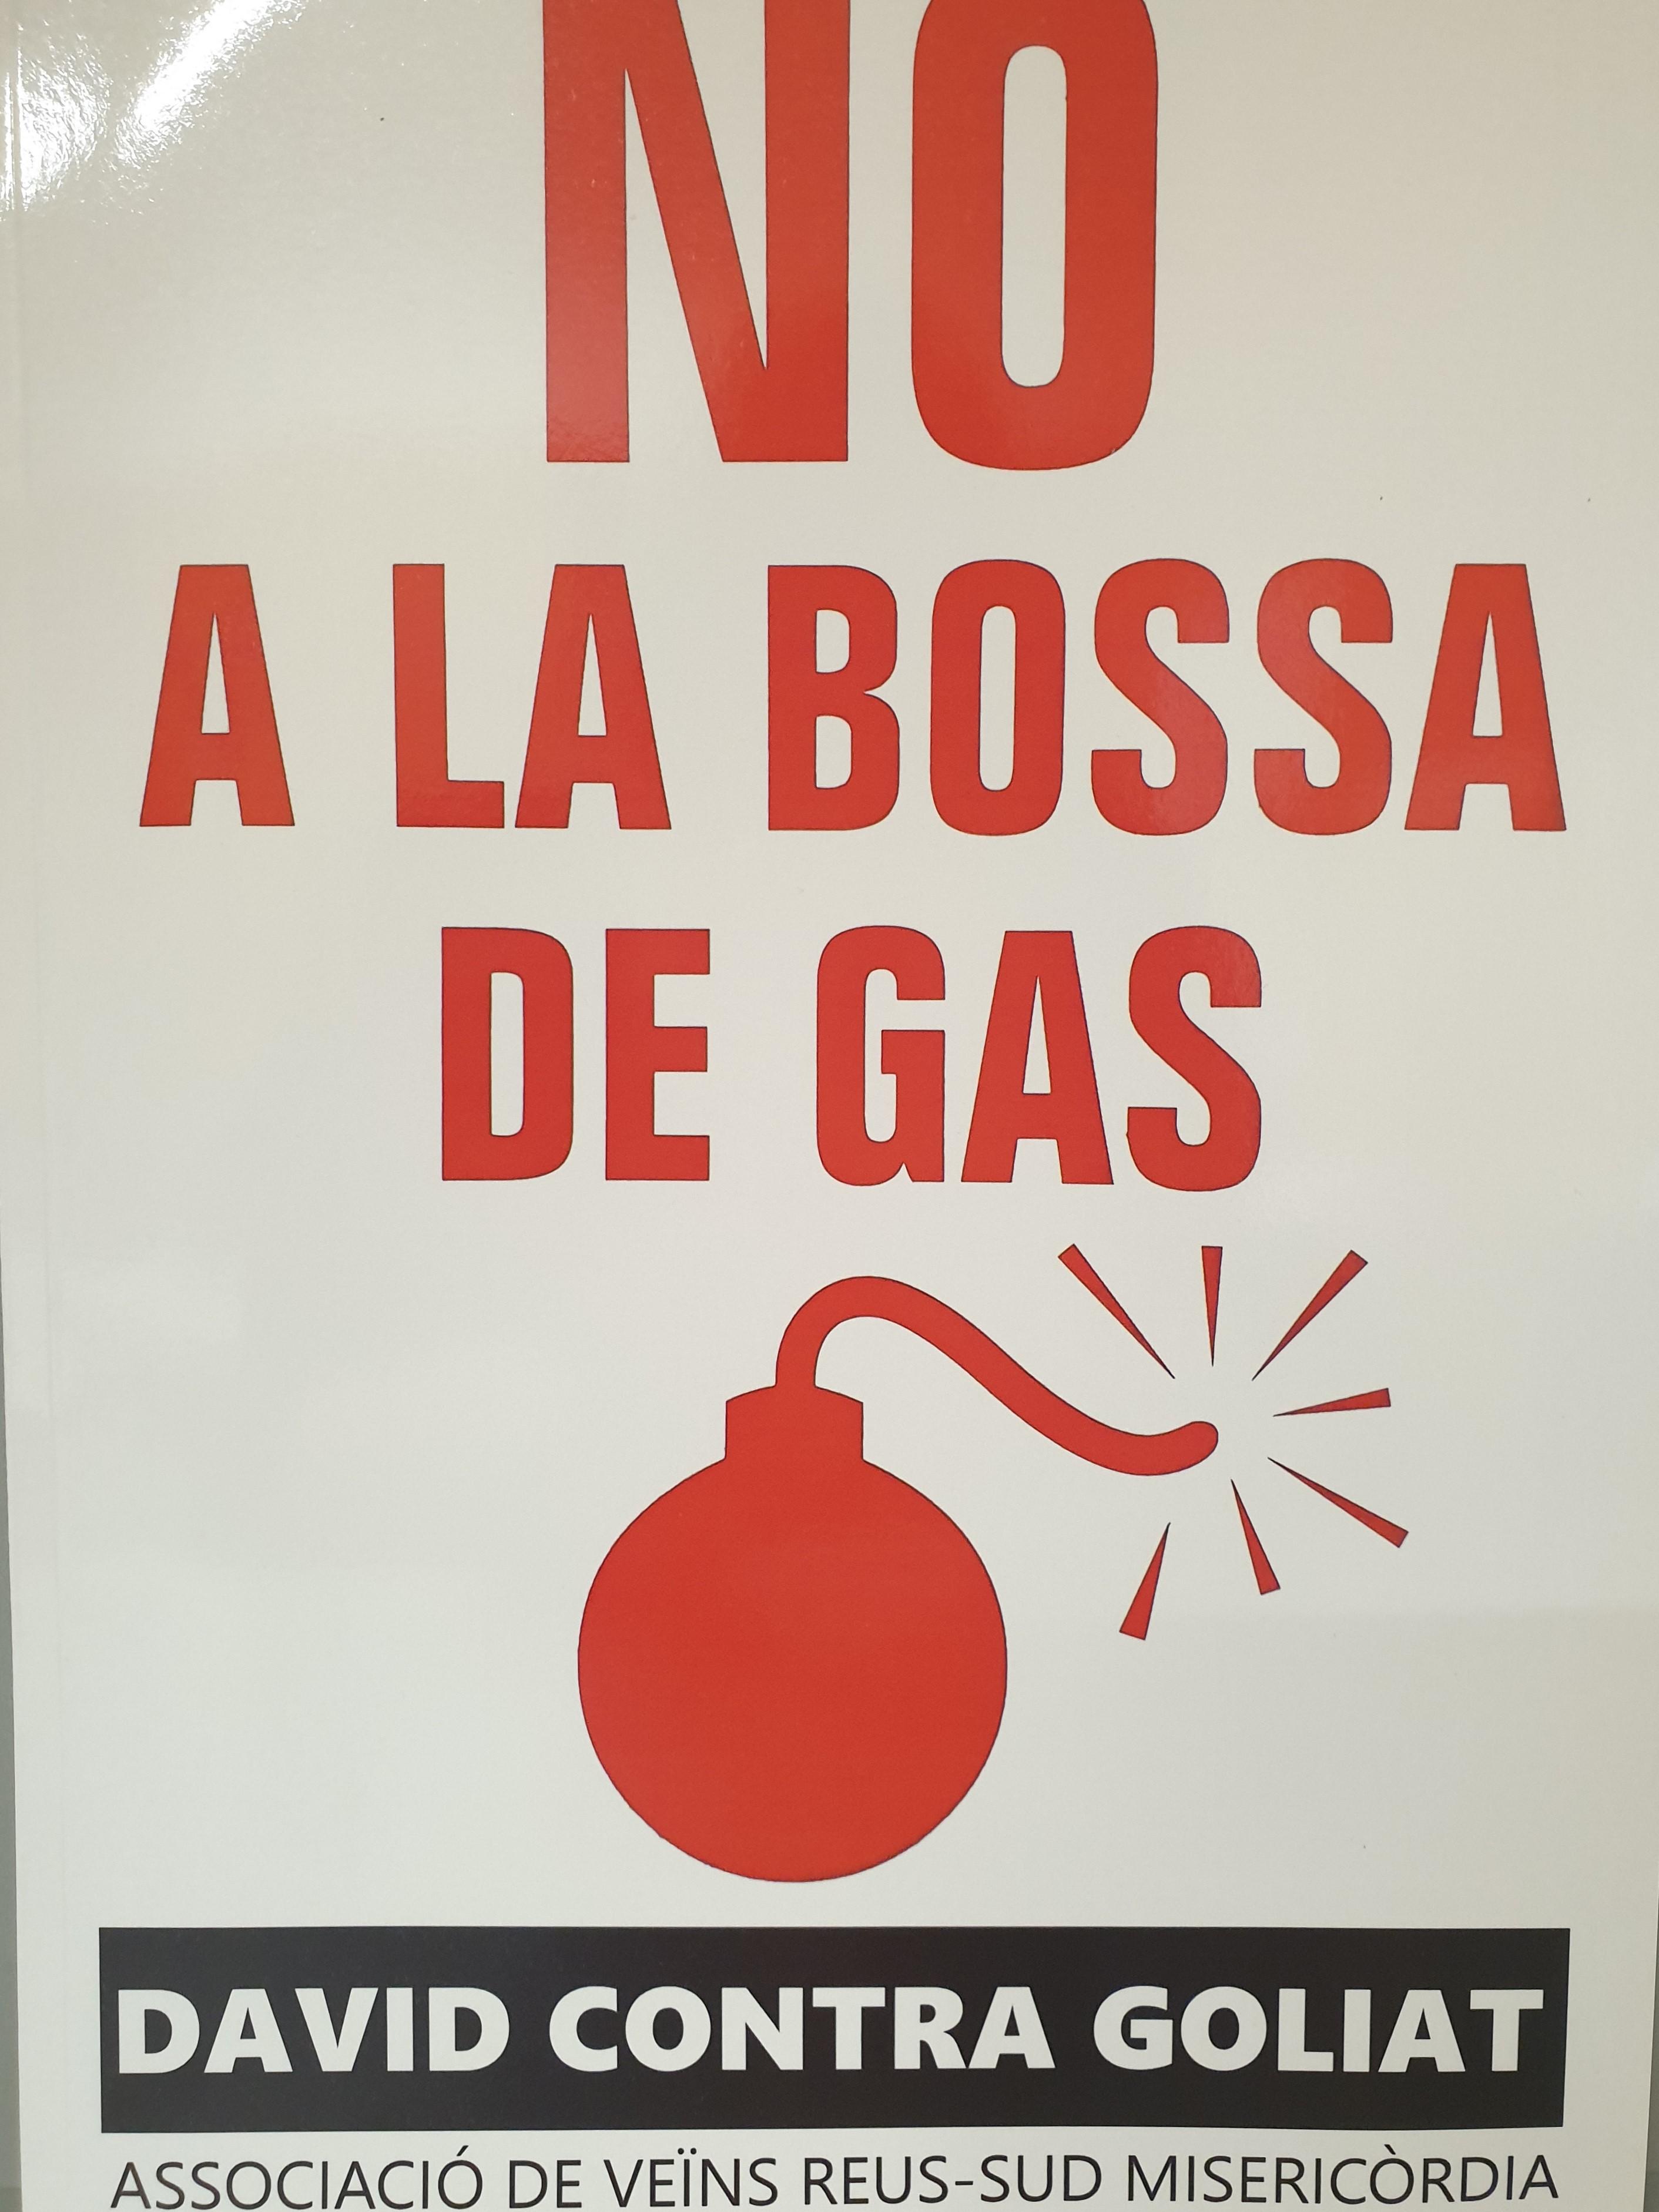 NO
A LA BOSSA
DE GAS
DAVID CONTRA GOLIAT
ASSOCIACIÓ DE VEÏNS REUS-SUD MISERICÒRDIA